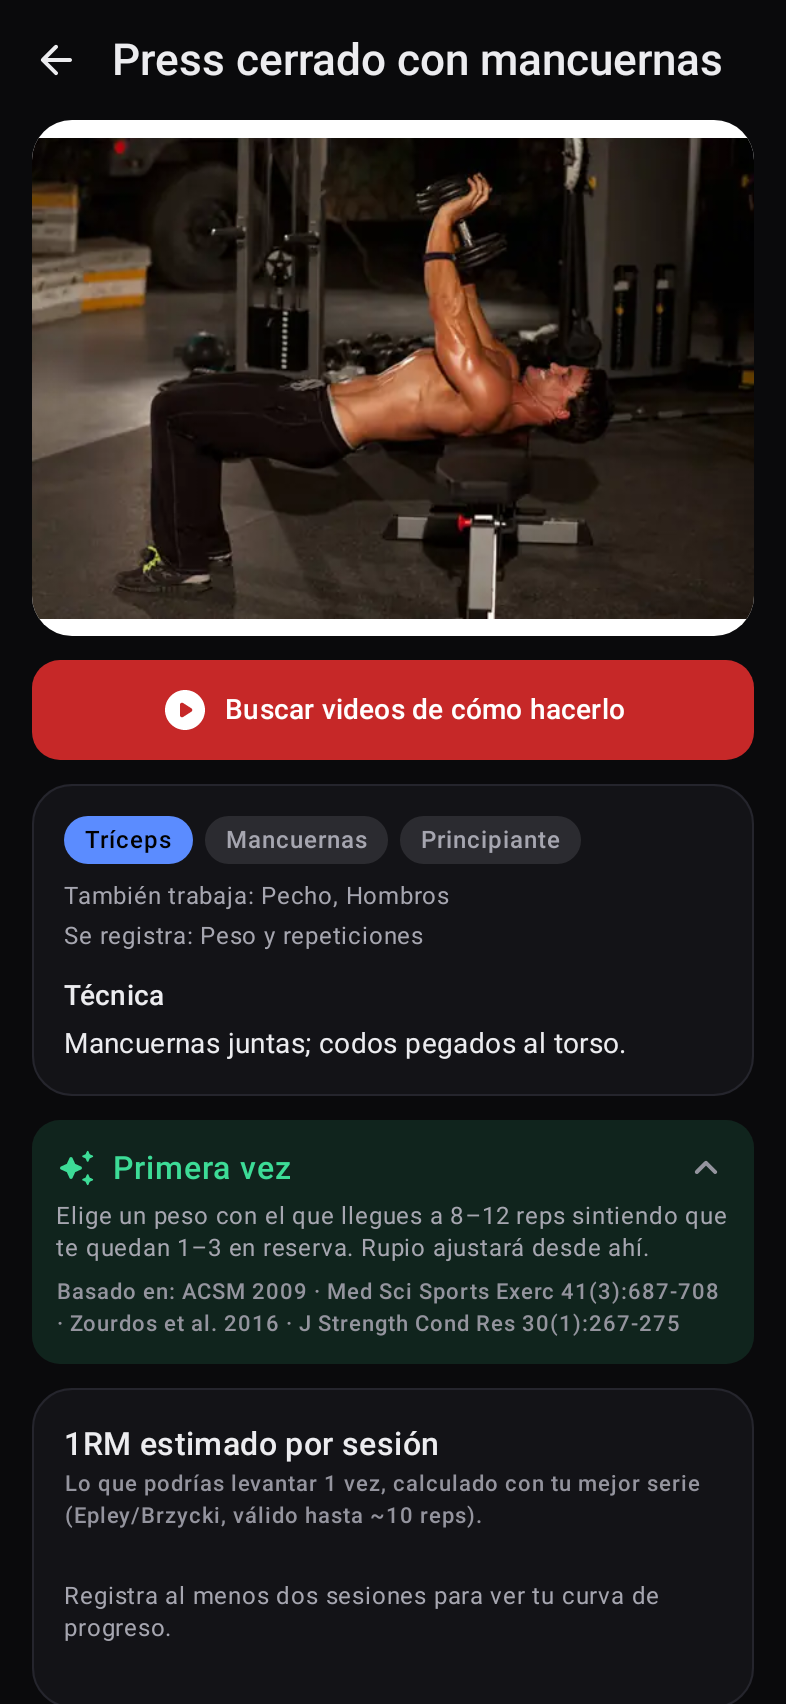 Press cerrado con mancuernas
Buscar videos de cómo hacerlo
Tríceps
Mancuernas
Principiante
También trabaja: Pecho, Hombros
Se registra: Peso y repeticiones
Técnica
Mancuernas juntas; codos pegados al torso.
Primera vez
Elige un peso con el que llegues a 8–12 reps sintiendo que
te quedan 1–3 en reserva. Rupio ajustará desde ahí.
Basado en: ACSM 2009 · Med Sci Sports Exerc 41(3):687-708
· Zourdos et al. 2016 · J Strength Cond Res 30(1):267-275
1RM estimado por sesión
Lo que podrías levantar 1 vez, calculado con tu mejor serie
(Epley/Brzycki, válido hasta ~10 reps).
Registra al menos dos sesiones para ver tu curva de
progreso.